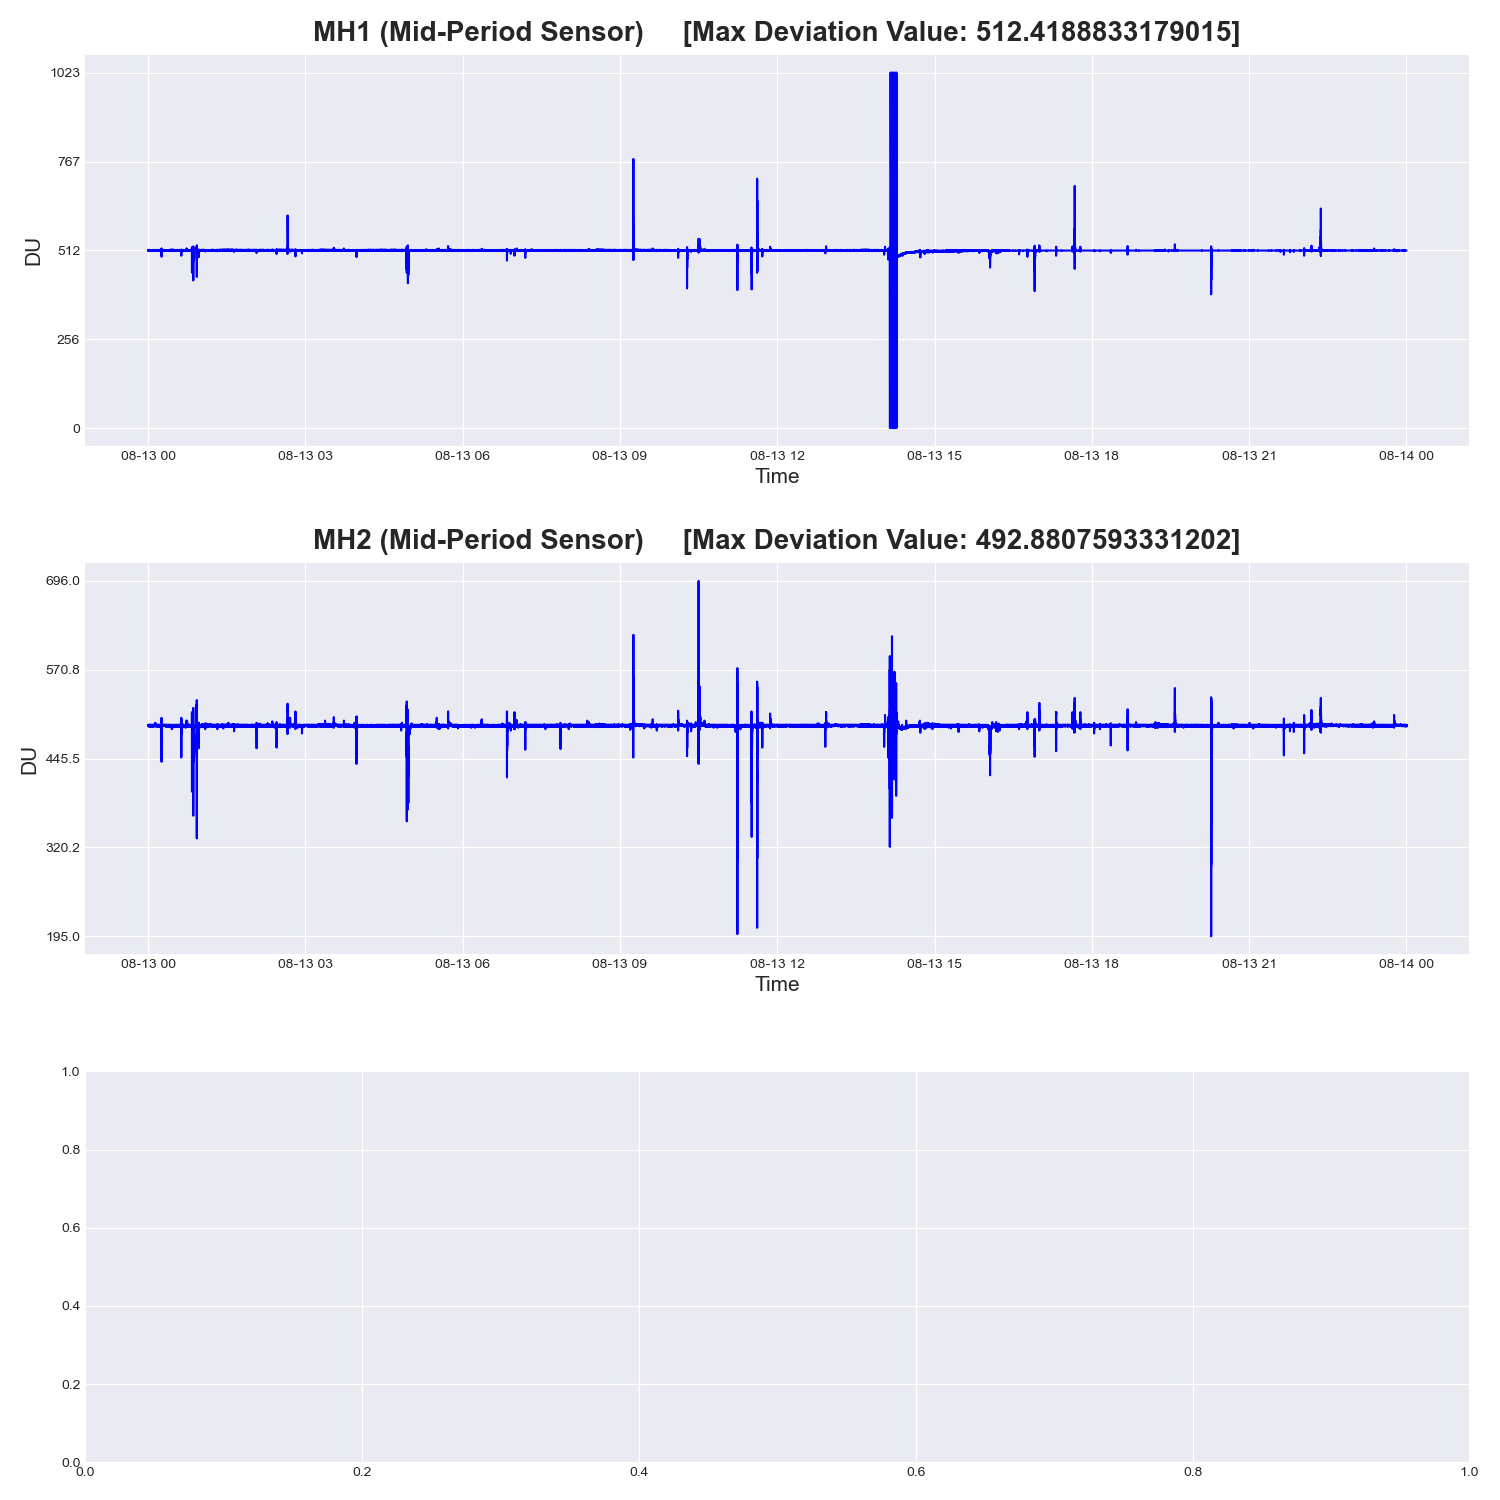 MH1 (Mid-Period Sensor) [Max Deviation Value: 512.4188833179015]
1023
767
512
256
0
DU
08-13 00 08-13 03 08-13 06 08-13 09 08-13 12 08-13 15 08-13 18 08-13 21 08-14 00
Time
MH2 (Mid-Period Sensor) [Max Deviation Value: 492.8807593331202]
696.0
570.8
445.5
320.2
195.0
DU
08-13 00 08-13 03 08-13 06 08-13 09 08-13 12 08-13 15 08-13 18 08-13 21 08-14 00
Time
1.0
0.8
0.6
0.4
0.2
0.0
0.0 0.2 0.4 0.6 0.8 1.0